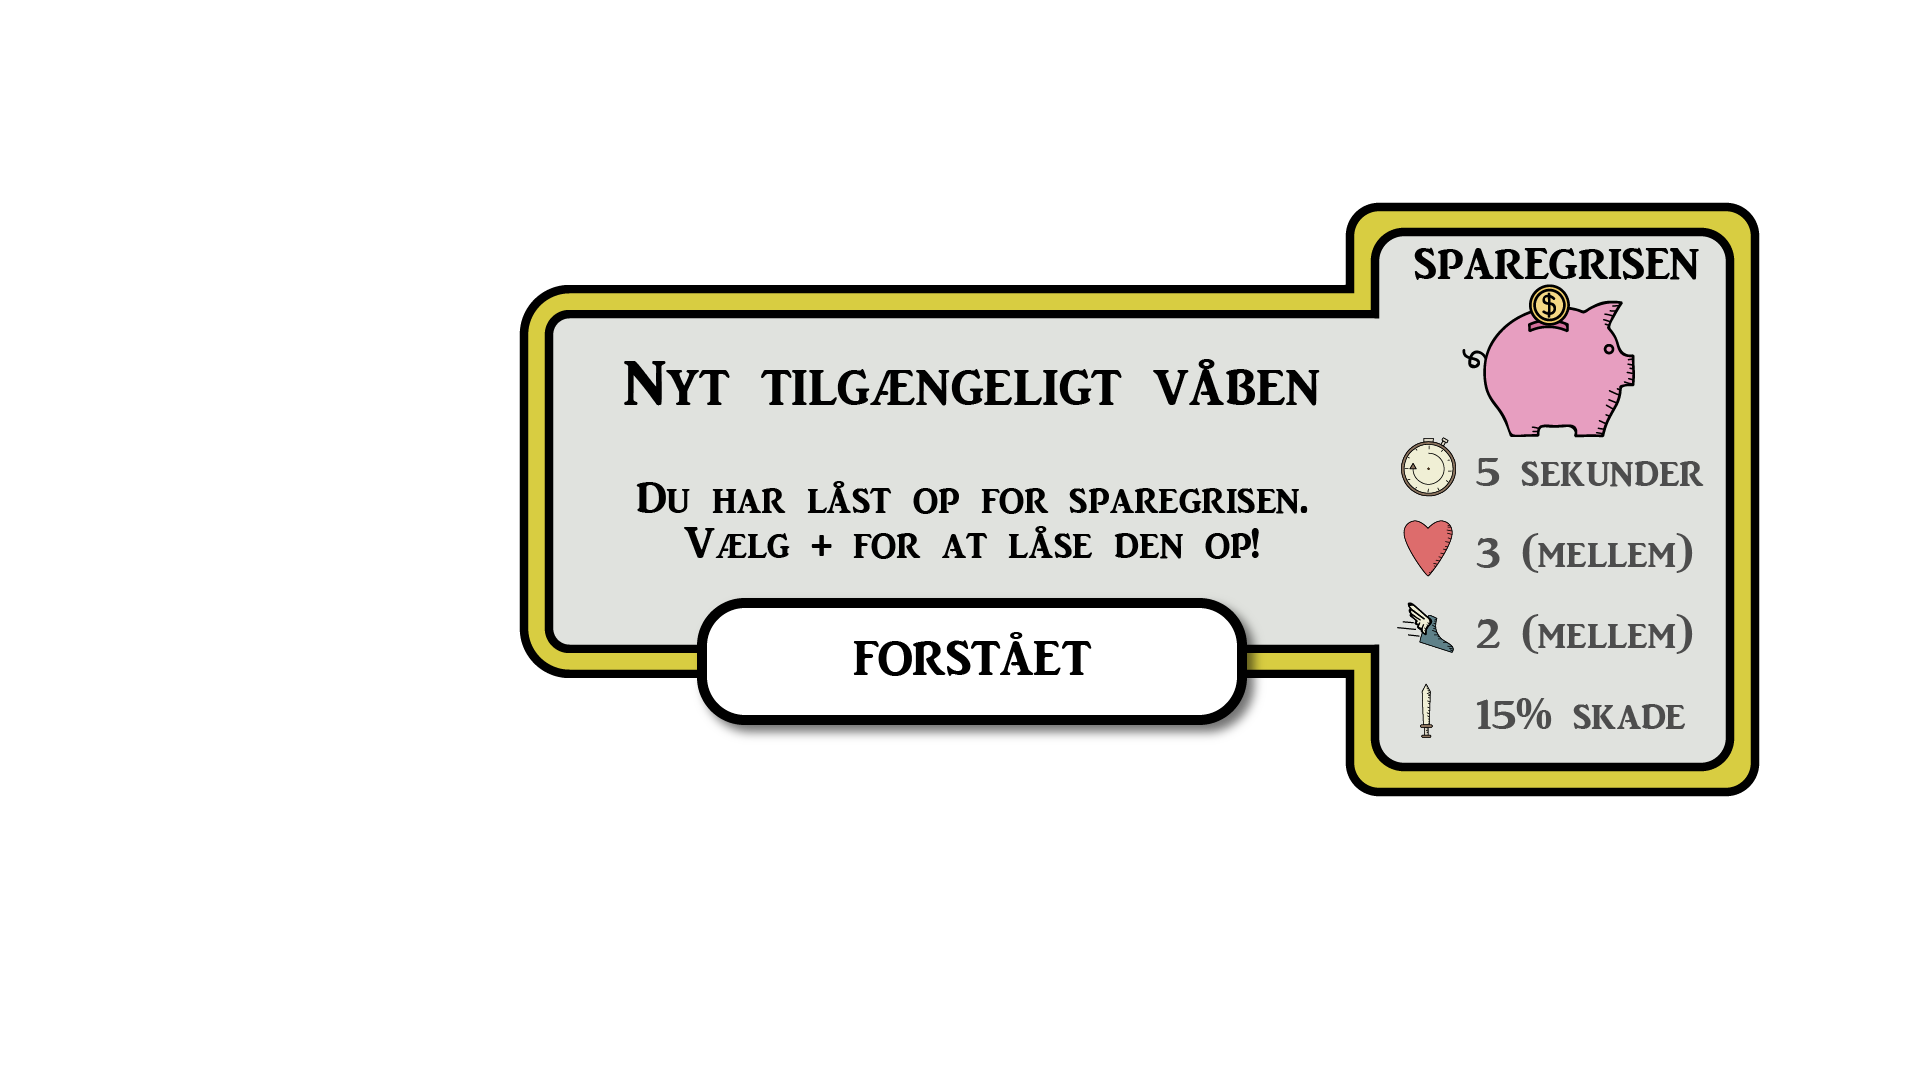 Nyt tilgængeligt våben
Du har låst op for sparegrisen.
Vælg + for at låse den op!
FORSTÅET
SPAREGRISEN
$
5 sekunder
3 (mellem)
2 (mellem)
15% skade